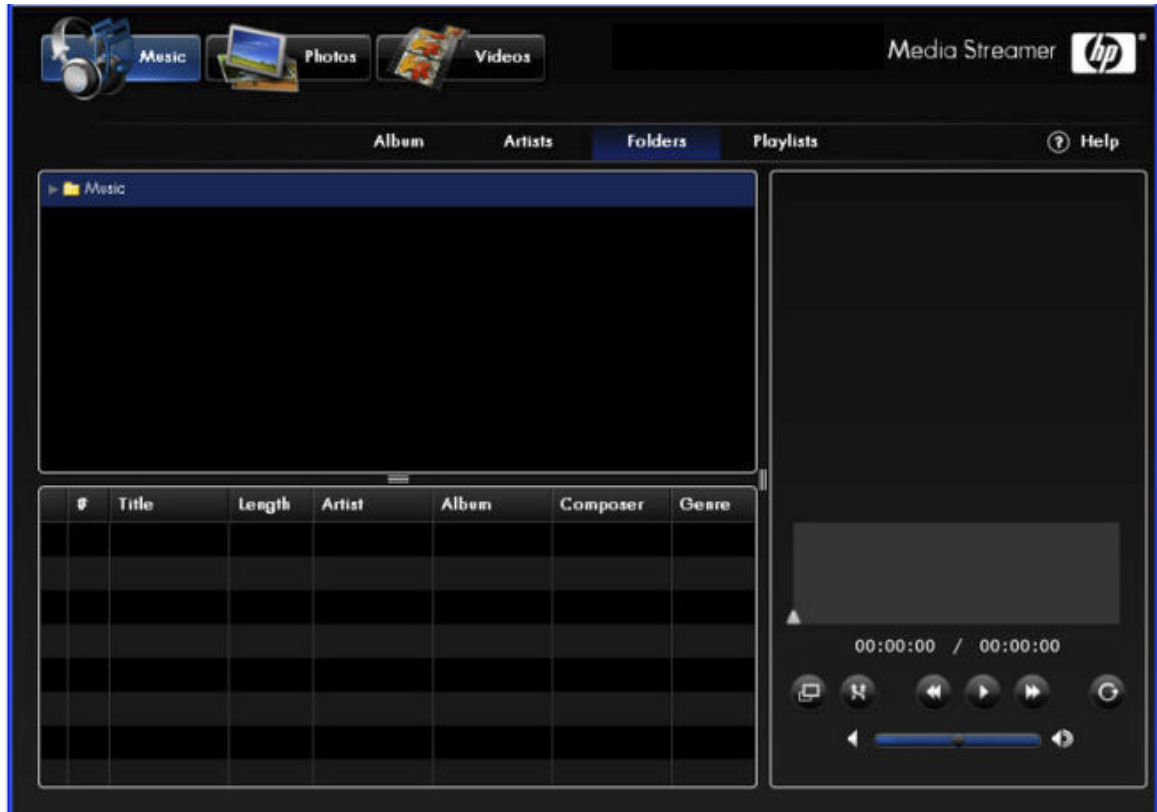 Music Photos Videos Media Streamer hp®
Album Artists Folders Playlists ? Help
Music
# Title Length Artist Album Composer Genre
00:00:00 / 00:00:00